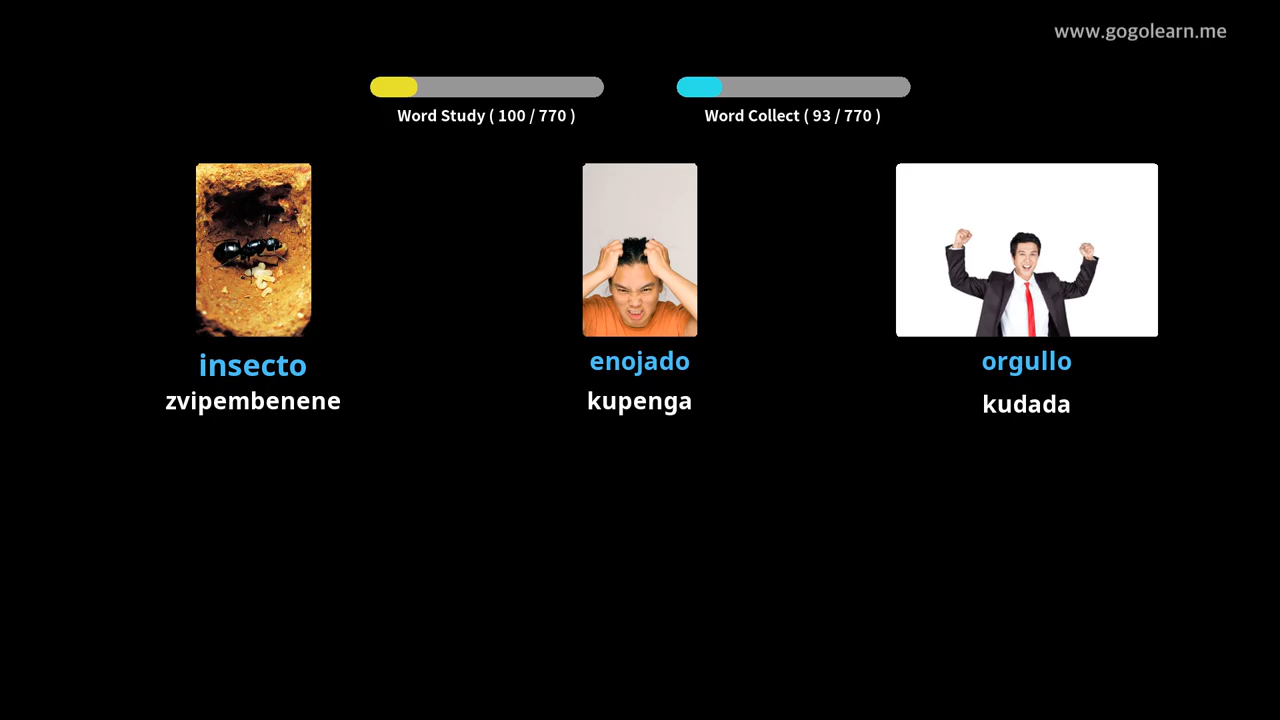 www.gogolearn.me
Word Study ( 100 / 770 )
Word Collect ( 93 / 770 )
insecto
zvipembenene
enojado
kupenga
orgullo
kudada